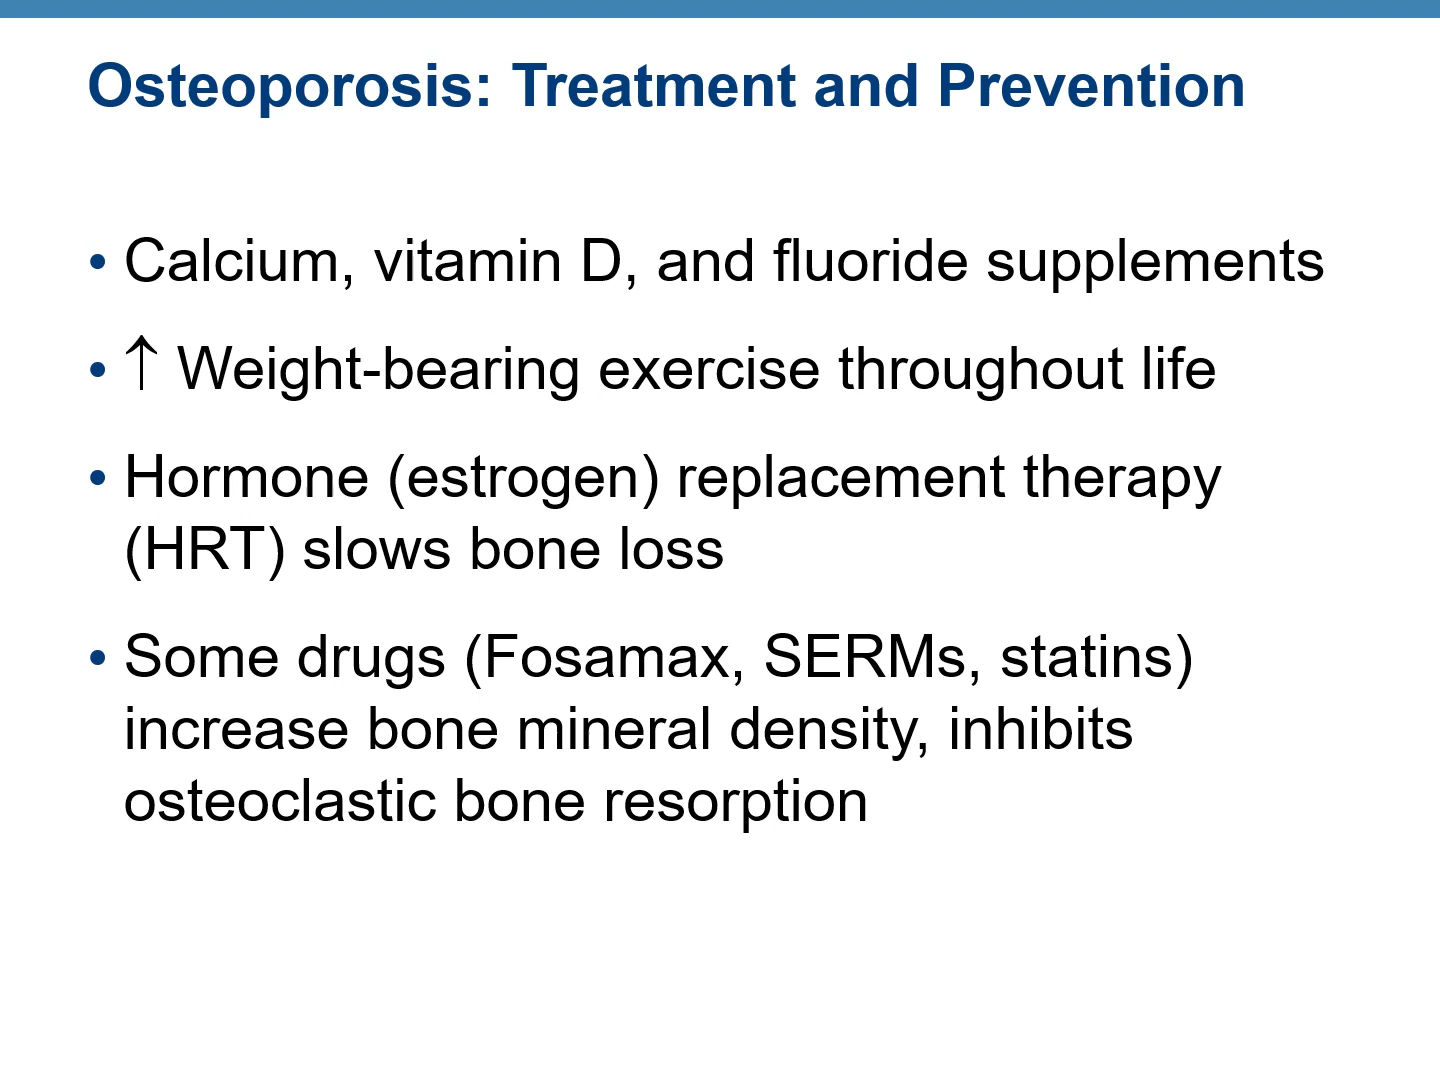 Osteoporosis: Treatment and Prevention
• Calcium, vitamin D, and fluoride supplements
• ↑ Weight-bearing exercise throughout life
• Hormone (estrogen) replacement therapy
(HRT) slows bone loss
• Some drugs (Fosamax, SERMs, statins)
increase bone mineral density, inhibits
osteoclastic bone resorption